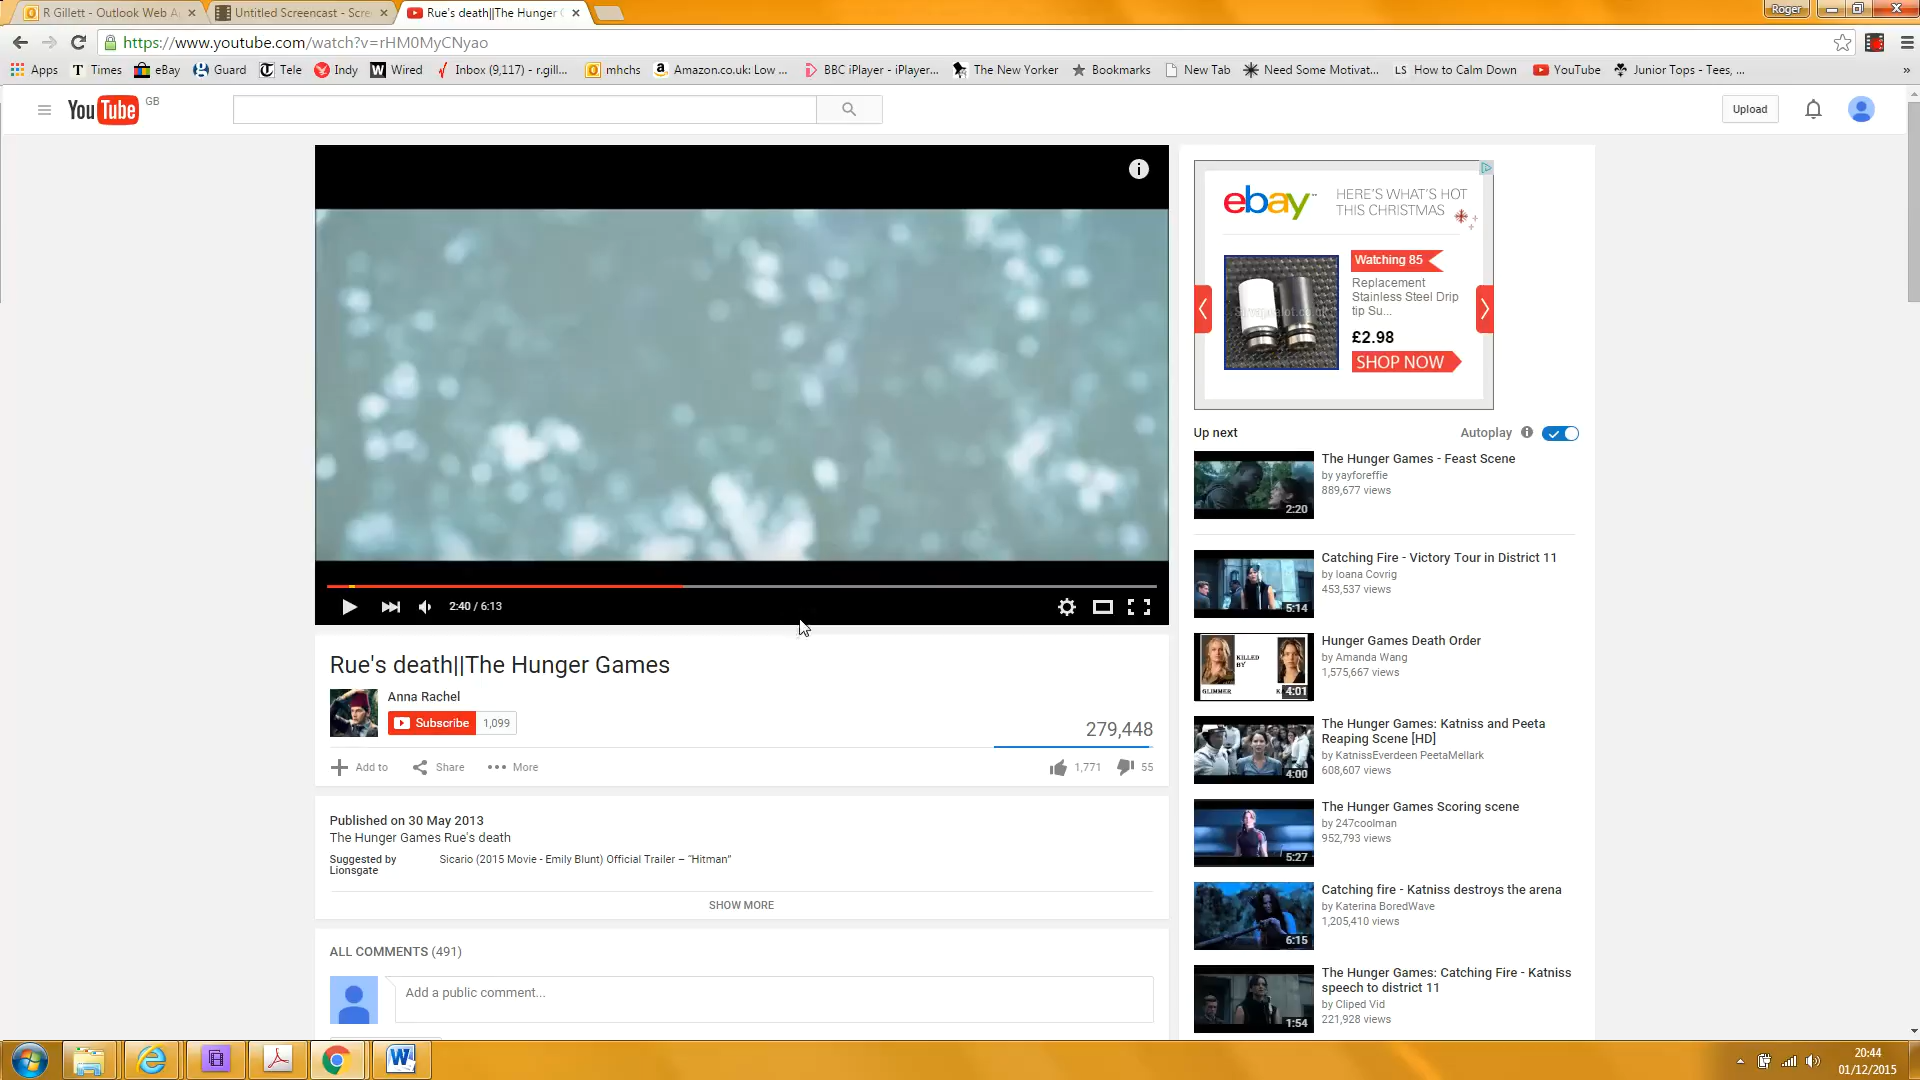 R Gillett - Outlook Web A
Untitled Screencast - Scre
Rue's death||The Hunger G
Roger
https://www.youtube.com/watch?v=rHM0MyCNyao
Apps
Times
eBay
Guard
Tele
Indy
Wired
Inbox (9,117) - r.gill...
mhchs
Amazon.co.uk: Low ...
BBC iPlayer - iPlayer...
The New Yorker
Bookmarks
New Tab
Need Some Motivat...
LS How to Calm Down
YouTube
Junior Tops - Tees, ...
YouTube GB
Upload
ebay
HERE'S WHAT'S HOT
THIS CHRISTMAS
Watching 85
Replacement
Stainless Steel Drip
tip Su...
£2.98
SHOP NOW
2:40 / 6:13
Up next
Autoplay
The Hunger Games - Feast Scene
by yayforeffie
889,677 views
2:20
Catching Fire - Victory Tour in District 11
by Ioana Covrig
453,537 views
5:14
KILLED
BY
GLIMMER
4:01
Hunger Games Death Order
by Amanda Wang
1,575,667 views
The Hunger Games: Katniss and Peeta
Reaping Scene [HD]
by KatnissEverdeen PeetaMellark
608,607 views
4:00
The Hunger Games Scoring scene
by 247coolman
952,793 views
5:27
Catching fire - Katniss destroys the arena
by Katerina BoredWave
1,205,410 views
6:15
The Hunger Games: Catching Fire - Katniss
speech to district 11
by Cliped Vid
221,928 views
1:54
Rue's death||The Hunger Games
Anna Rachel
Subscribe 1,099
279,448
Add to
Share
More
1,771
55
Published on 30 May 2013
The Hunger Games Rue's death
Suggested by
Lionsgate
Sicario (2015 Movie - Emily Blunt) Official Trailer – "Hitman"
SHOW MORE
ALL COMMENTS (491)
Add a public comment...
20:44
01/12/2015